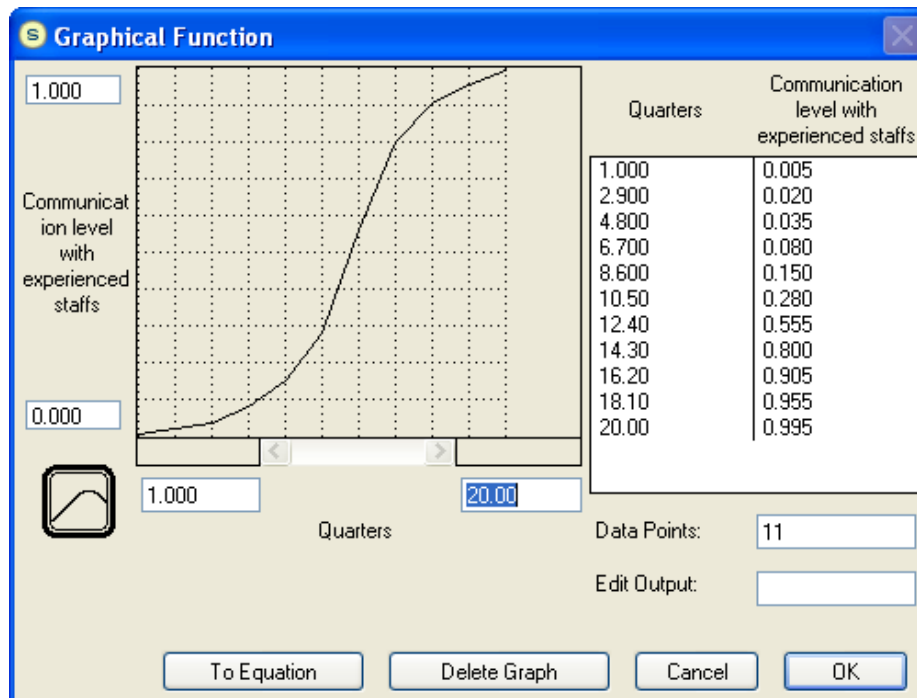 S Graphical Function
1.000
Communicat
ion level
with
experienced
staffs
0.000
1.000
20.00
Quarters
Quarters
Communication
level with
experienced staffs
1.000 0.005
2.900 0.020
4.800 0.035
6.700 0.080
8.600 0.150
10.50 0.280
12.40 0.555
14.30 0.800
16.20 0.905
18.10 0.955
20.00 0.995
Data Points: 11
Edit Output:
To Equation Delete Graph Cancel OK